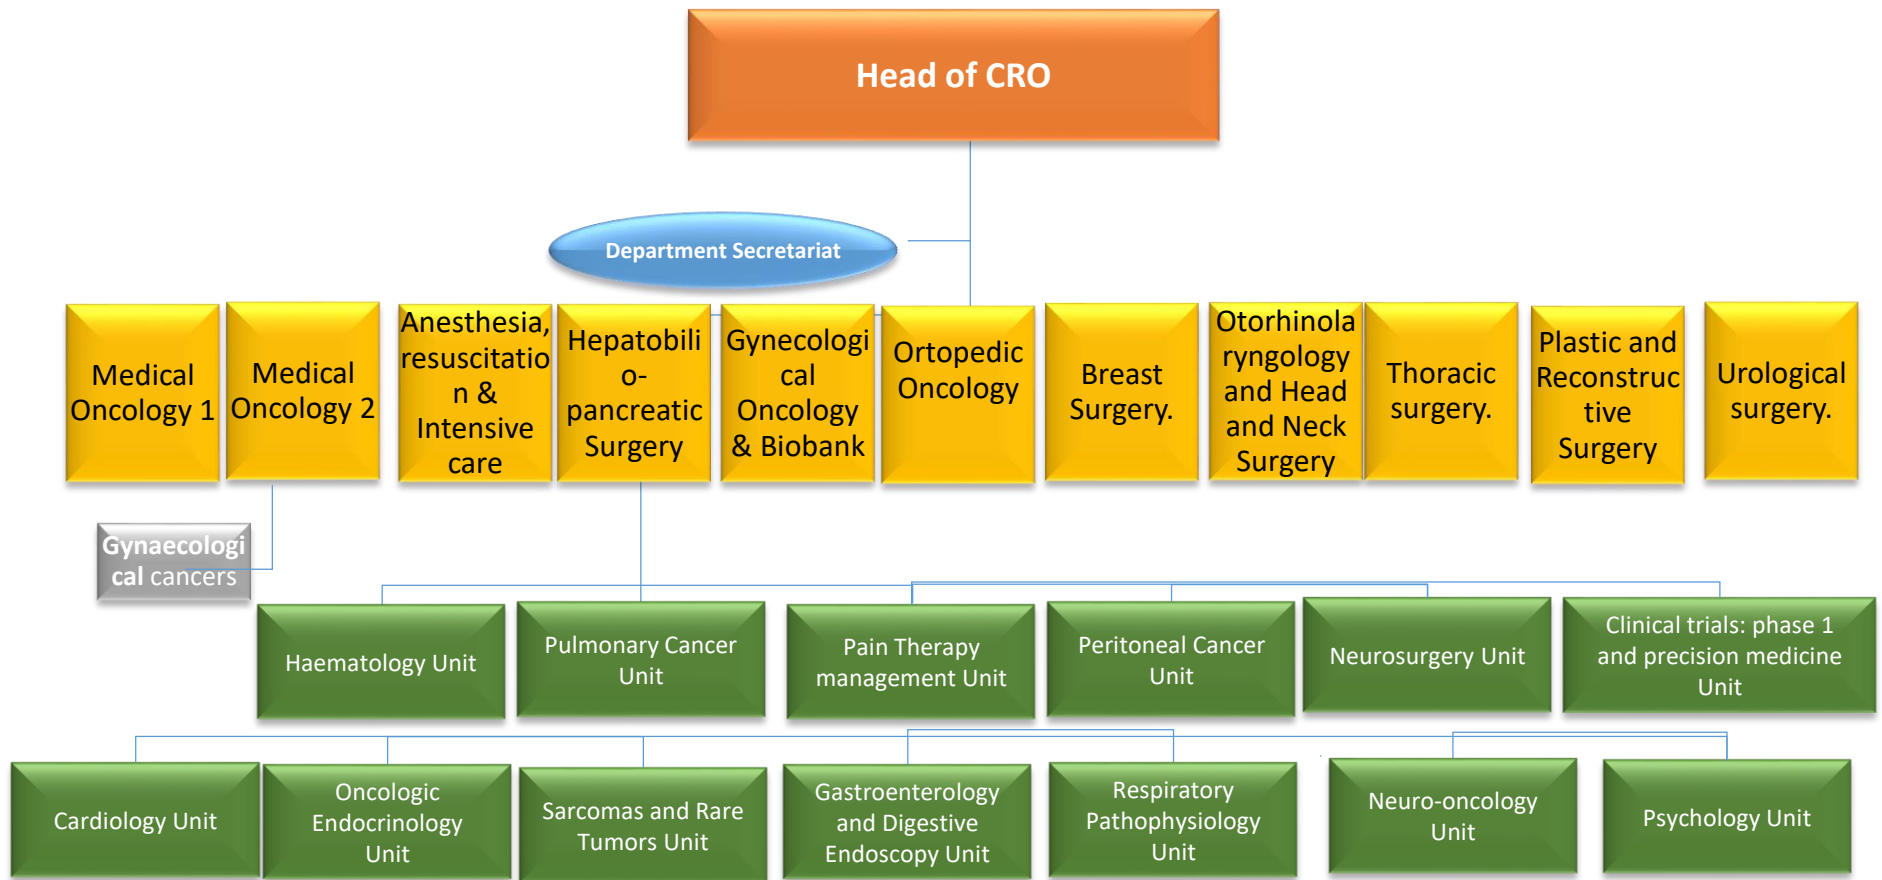 Head of CRO
Department Secretariat
Medical
Oncology 1
Medical
Oncology 2
Anesthesia,
resuscitatio
n &
Intensive
care
Hepatobili
o-
pancreatic
Surgery
Gynecologi
cal
Oncology
& Biobank
Ortopedic
Oncology
Breast
Surgery.
Otorhinola
ryngology
and Head
and Neck
Surgery
Thoracic
surgery.
Plastic and
Reconstruc
tive
Surgery
Urological
surgery.
Gynaecologi
cal cancers
Haematology Unit
Pulmonary Cancer
Unit
Pain Therapy
management Unit
Peritoneal Cancer
Unit
Neurosurgery Unit
Clinical trials: phase 1
and precision medicine
Unit
Cardiology Unit
Oncologic
Endocrinology
Unit
Sarcomas and Rare
Tumors Unit
Gastroenterology
and Digestive
Endoscopy Unit
Respiratory
Pathophysiology
Unit
Neuro-oncology
Unit
Psychology Unit